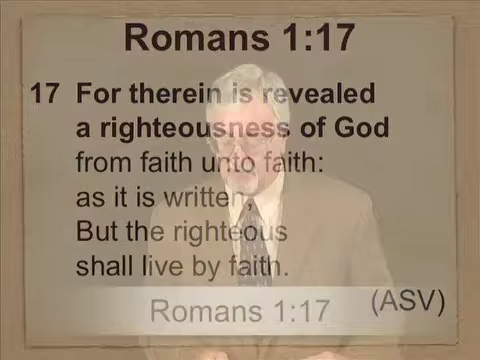 Romans 1:17
17 For therein is revealed
a righteousness of God
from faith unto faith:
as it is written,
But the righteous
shall live by faith.
(ASV)
Romans 1:17